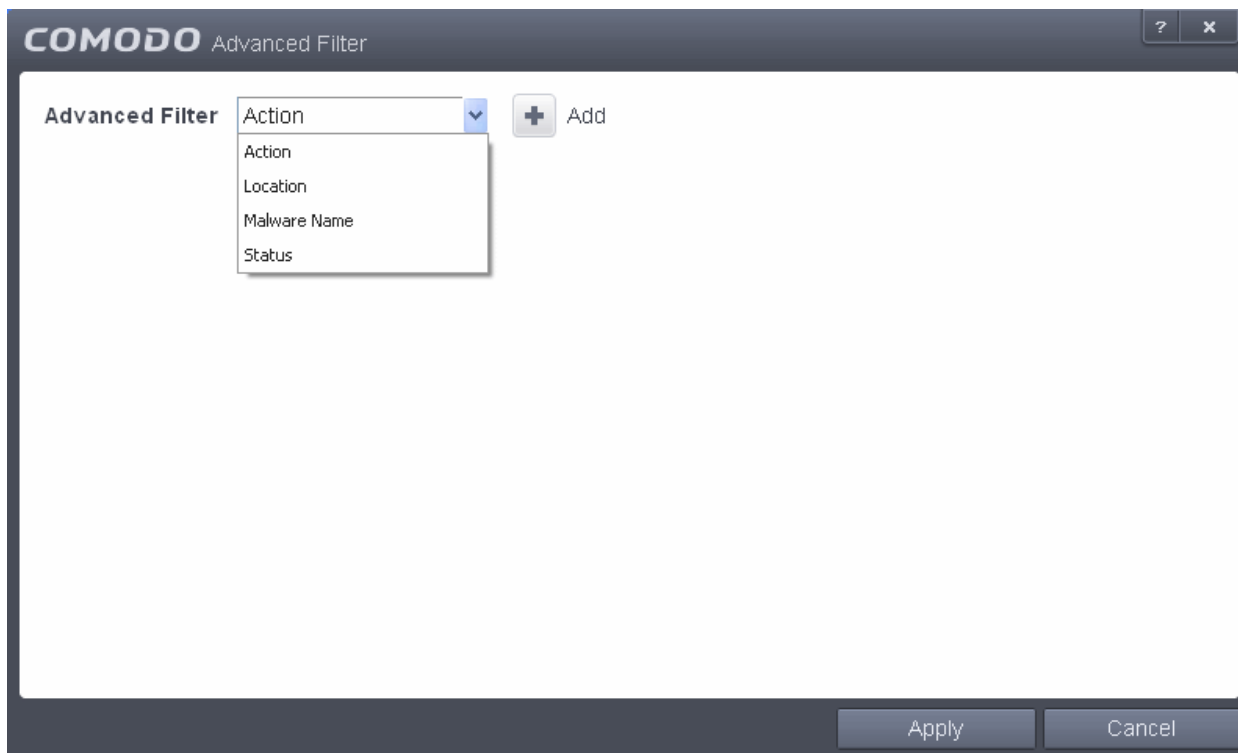 COMODO Advanced Filter
? x
Advanced Filter Action Add
Action
Location
Malware Name
Status
Apply Cancel